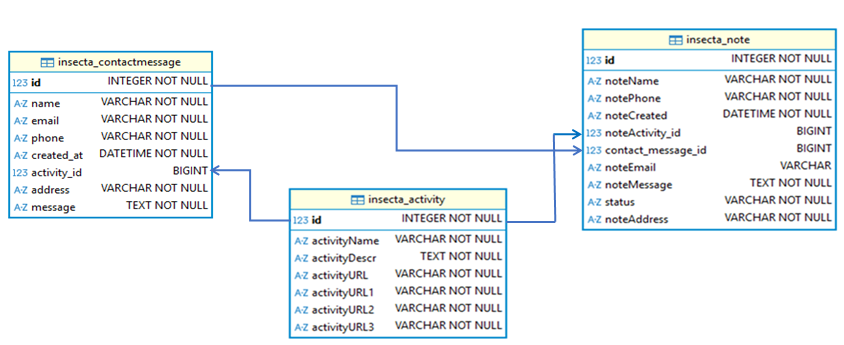 insecta_contactmessage
123 id INTEGER NOT NULL
A-Z name VARCHAR NOT NULL
A-Z email VARCHAR NOT NULL
A-Z phone VARCHAR NOT NULL
A-Z created_at DATETIME NOT NULL
123 activity_id BIGINT
A-Z address VARCHAR NOT NULL
A-Z message TEXT NOT NULL
insecta_activity
123 id INTEGER NOT NULL
A-Z activityName VARCHAR NOT NULL
A-Z activityDescr TEXT NOT NULL
A-Z activityURL VARCHAR NOT NULL
A-Z activityURL1 VARCHAR NOT NULL
A-Z activityURL2 VARCHAR NOT NULL
A-Z activityURL3 VARCHAR NOT NULL
insecta_note
123 id INTEGER NOT NULL
A-Z noteName VARCHAR NOT NULL
A-Z notePhone VARCHAR NOT NULL
A-Z noteCreated DATETIME NOT NULL
123 noteActivity_id BIGINT
123 contact_message_id BIGINT
A-Z noteEmail VARCHAR
A-Z noteMessage TEXT NOT NULL
A-Z status VARCHAR NOT NULL
A-Z noteAddress VARCHAR NOT NULL